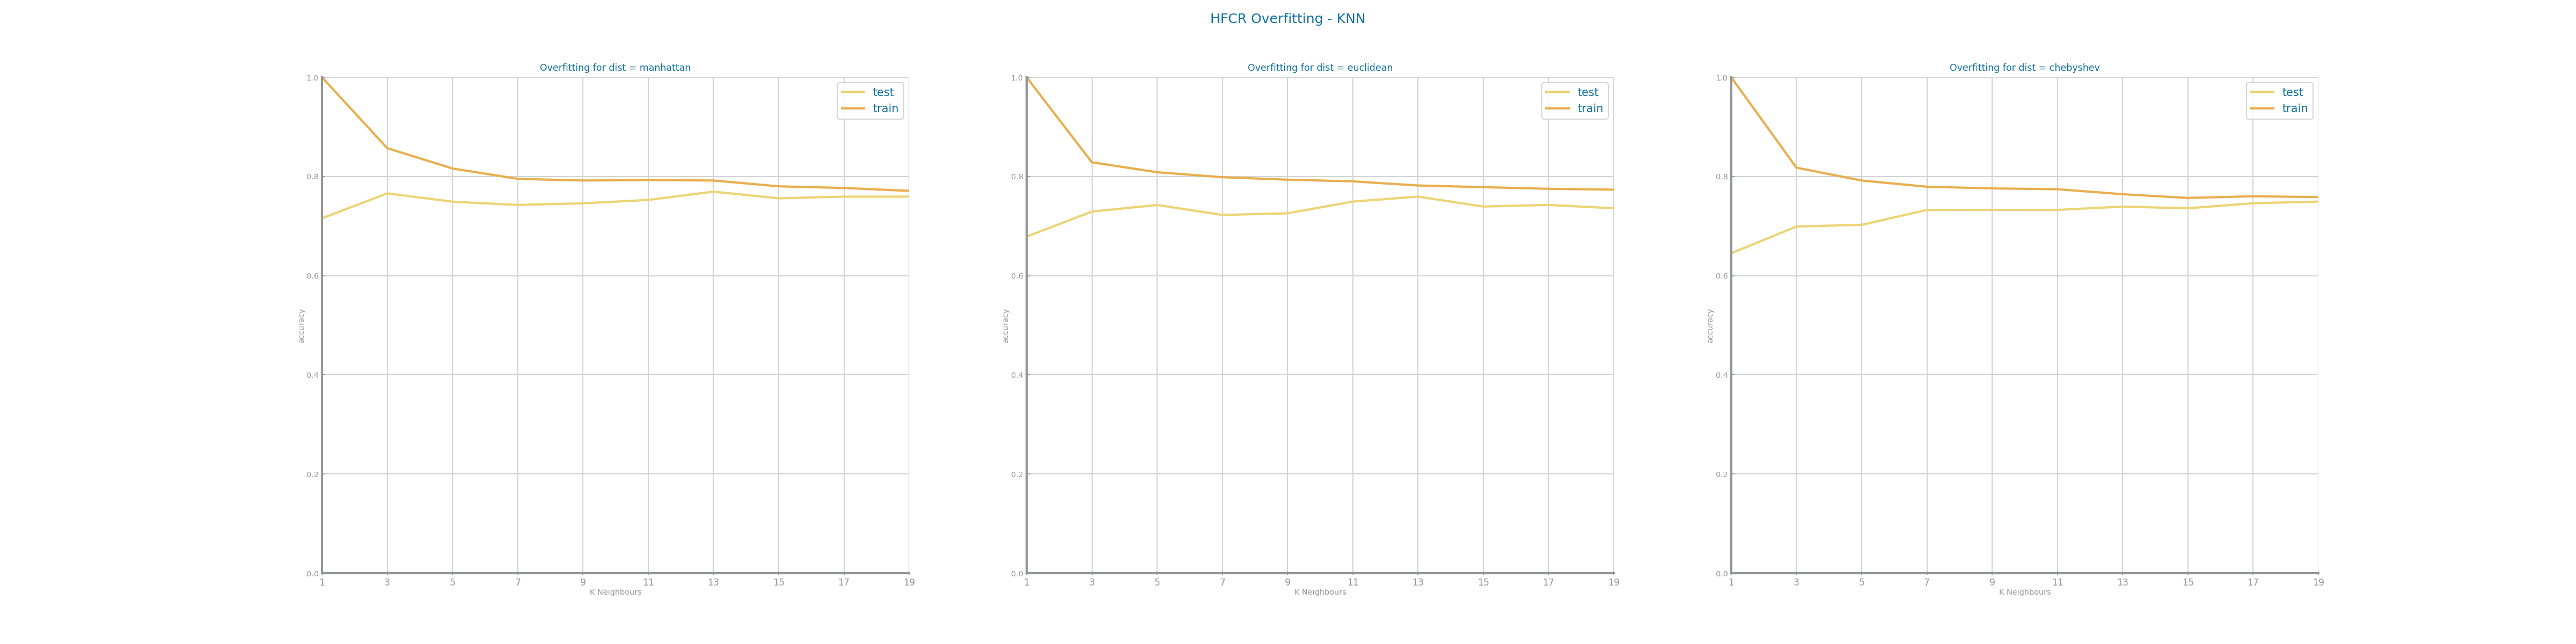 HFCR Overfitting - KNN
Overfitting for dist = manhattan
1.0
0.8
0.6
0.4
0.2
0.0
accuracy
test
train
1 3 5 7 9 11 13 15 17 19
K Neighbours
Overfitting for dist = euclidean
1.0
0.8
0.6
0.4
0.2
0.0
accuracy
test
train
1 3 5 7 9 11 13 15 17 19
K Neighbours
Overfitting for dist = chebyshev
1.0
0.8
0.6
0.4
0.2
0.0
accuracy
test
train
1 3 5 7 9 11 13 15 17 19
K Neighbours